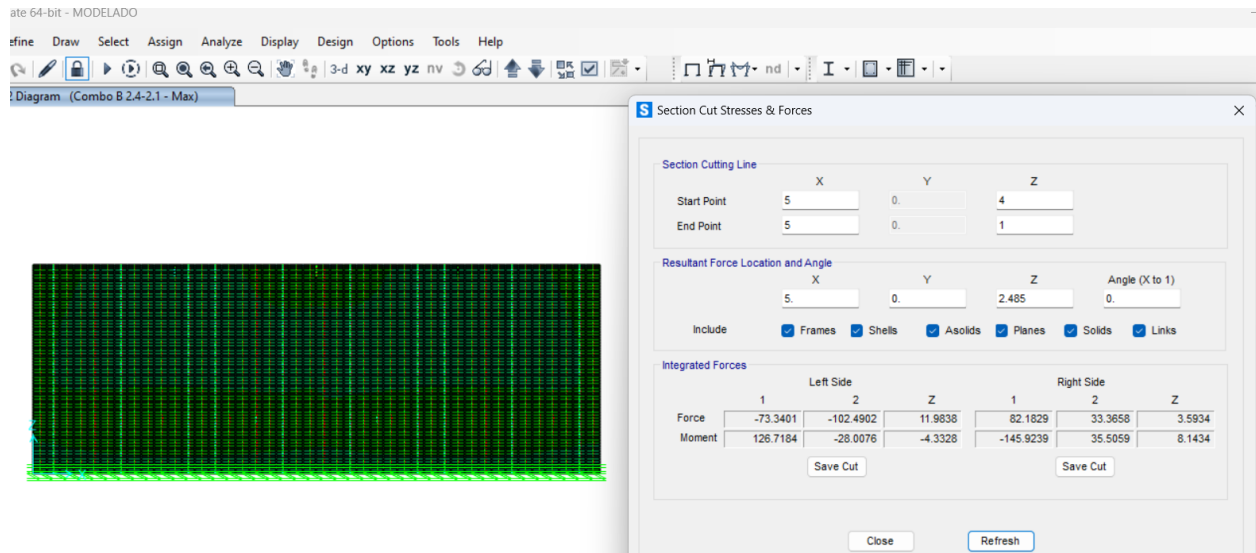 ate 64-bit - MODELADO
efine Draw Select Assign Analyze Display Design Options Tools Help
3-d xy xz yz nv nd
2 Diagram (Combo B 2.4-2.1 - Max)
S Section Cut Stresses & Forces
Section Cutting Line
X Y Z
Start Point 5 0. 4
End Point 5 0. 1
Resultant Force Location and Angle
X Y Z Angle (X to 1)
5. 0. 2.485 0.
Include Frames Shells Asolids Planes Solids Links
Integrated Forces
Left Side Right Side
1 2 Z 1 2 Z
Force -73.3401 -102.4902 11.9838 82.1829 33.3658 3.5934
Moment 126.7184 -28.0076 -4.3328 -145.9239 35.5059 8.1434
Save Cut Save Cut
Close Refresh
Z
X